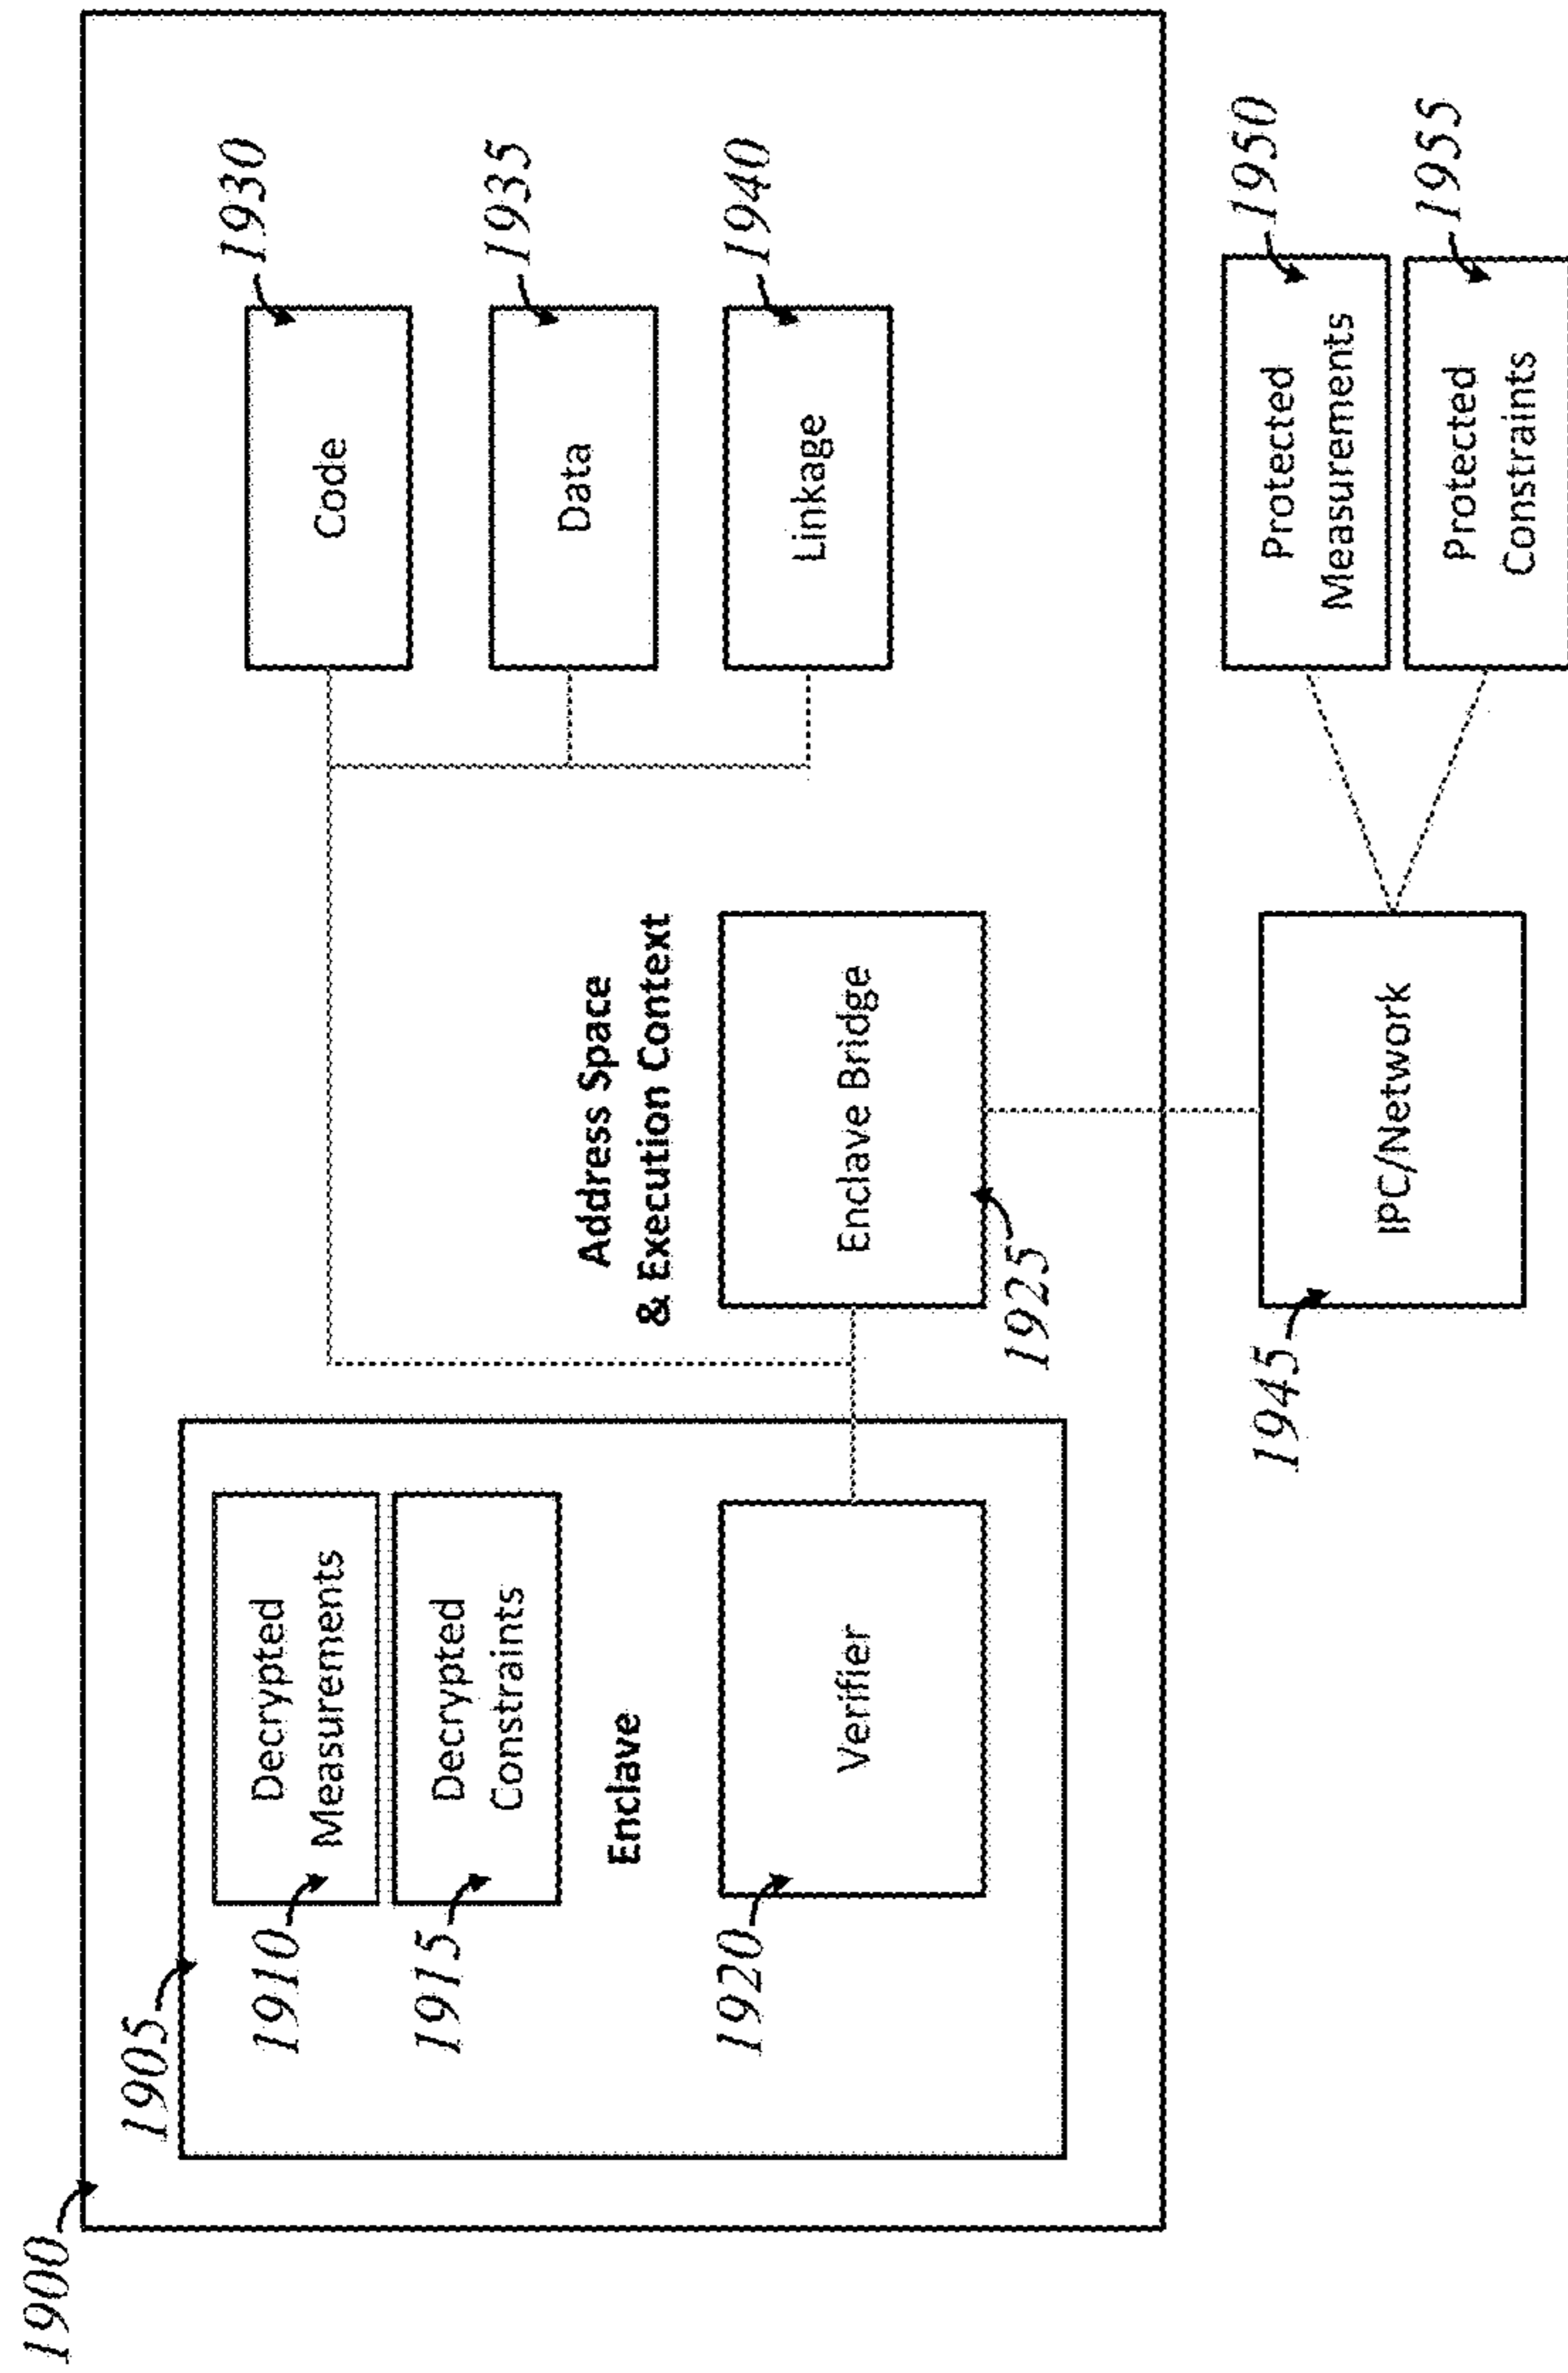 1900
1905
1910
Decrypted
Measurements
1915
Decrypted
Constraints
Enclave
1920
Verifier
Address Space
& Execution Context
Enclave Bridge
1925
Code
1930
Data
1935
Linkage
1940
1945
IPC/Network
Protected
Measurements
1950
Protected
Constraints
1955